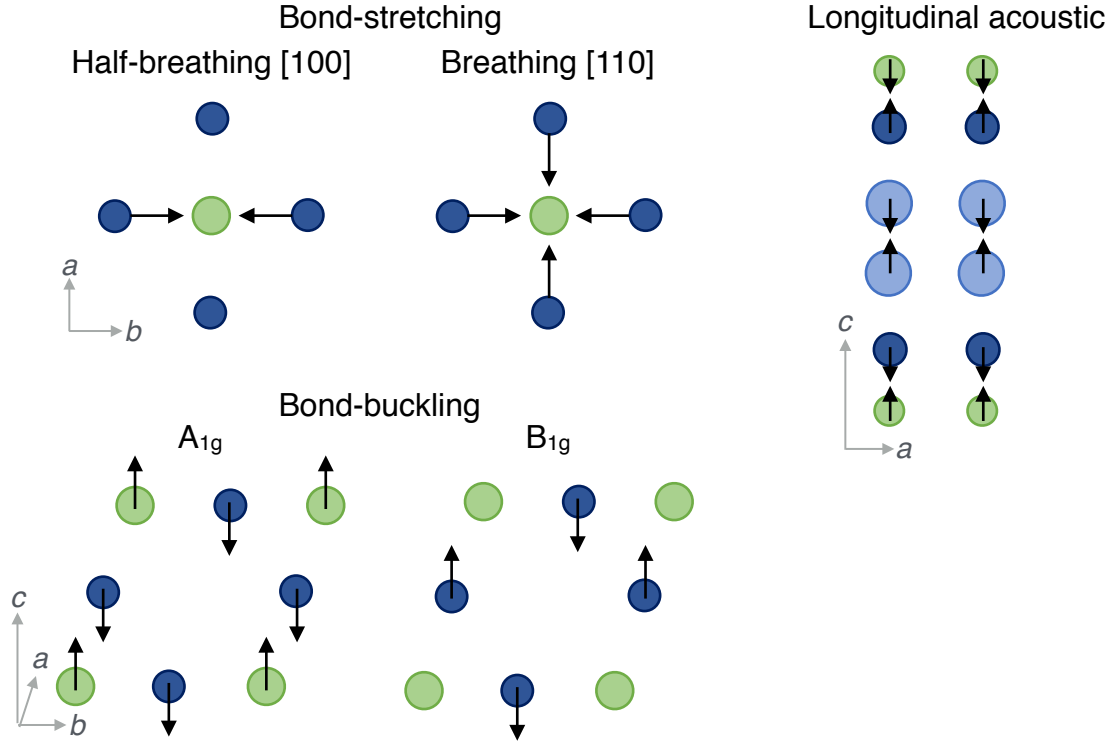 Bond-stretching
Half-breathing [100]
Breathing [110]
a
b
Longitudinal acoustic
c
a
Bond-buckling
A1g
B1g
c
a
b